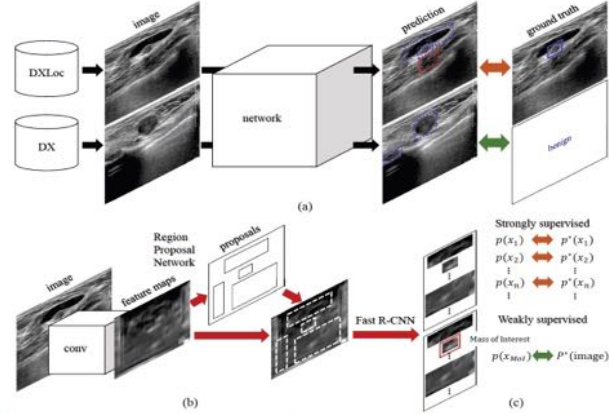 image
prediction
ground truth
DXLoc
network
DX
benign
(a)
Region
Proposal
Network
proposals
image
feature maps
conv
Fast R-CNN
Strongly supervised
p(x₁) p*(x₁)
p(x₂) p*(x₂)
⋮ ⋮
p(xₙ) p*(xₙ)
⋮ ⋮
Weakly supervised
Mass of Interest
p(x_MoI) P*(image)
(b)
(c)